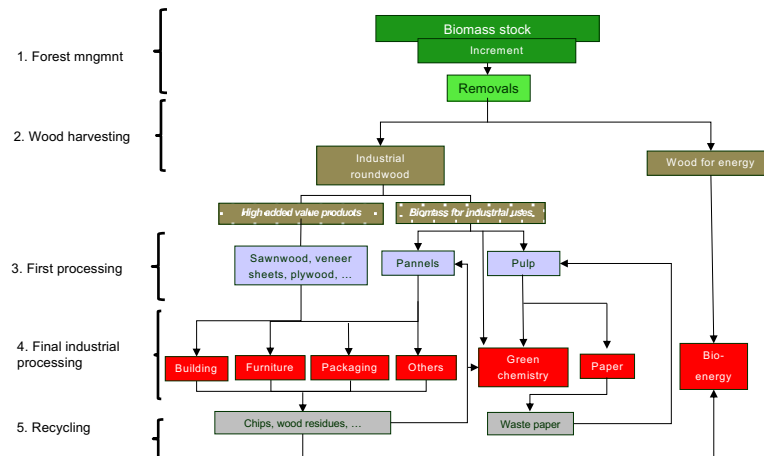 Biomass stock
Increment
1. Forest mngmnt
Removals
2. Wood harvesting
Industrial
roundwood
Wood for energy
High added value products
Biomass for industrial uses
3. First processing
Sawnwood, veneer
sheets, plywood, ...
Pannels
Pulp
4. Final industrial
processing
Building
Furniture
Packaging
Others
Green
chemistry
Paper
Bio-
energy
5. Recycling
Chips, wood residues, ...
Waste paper